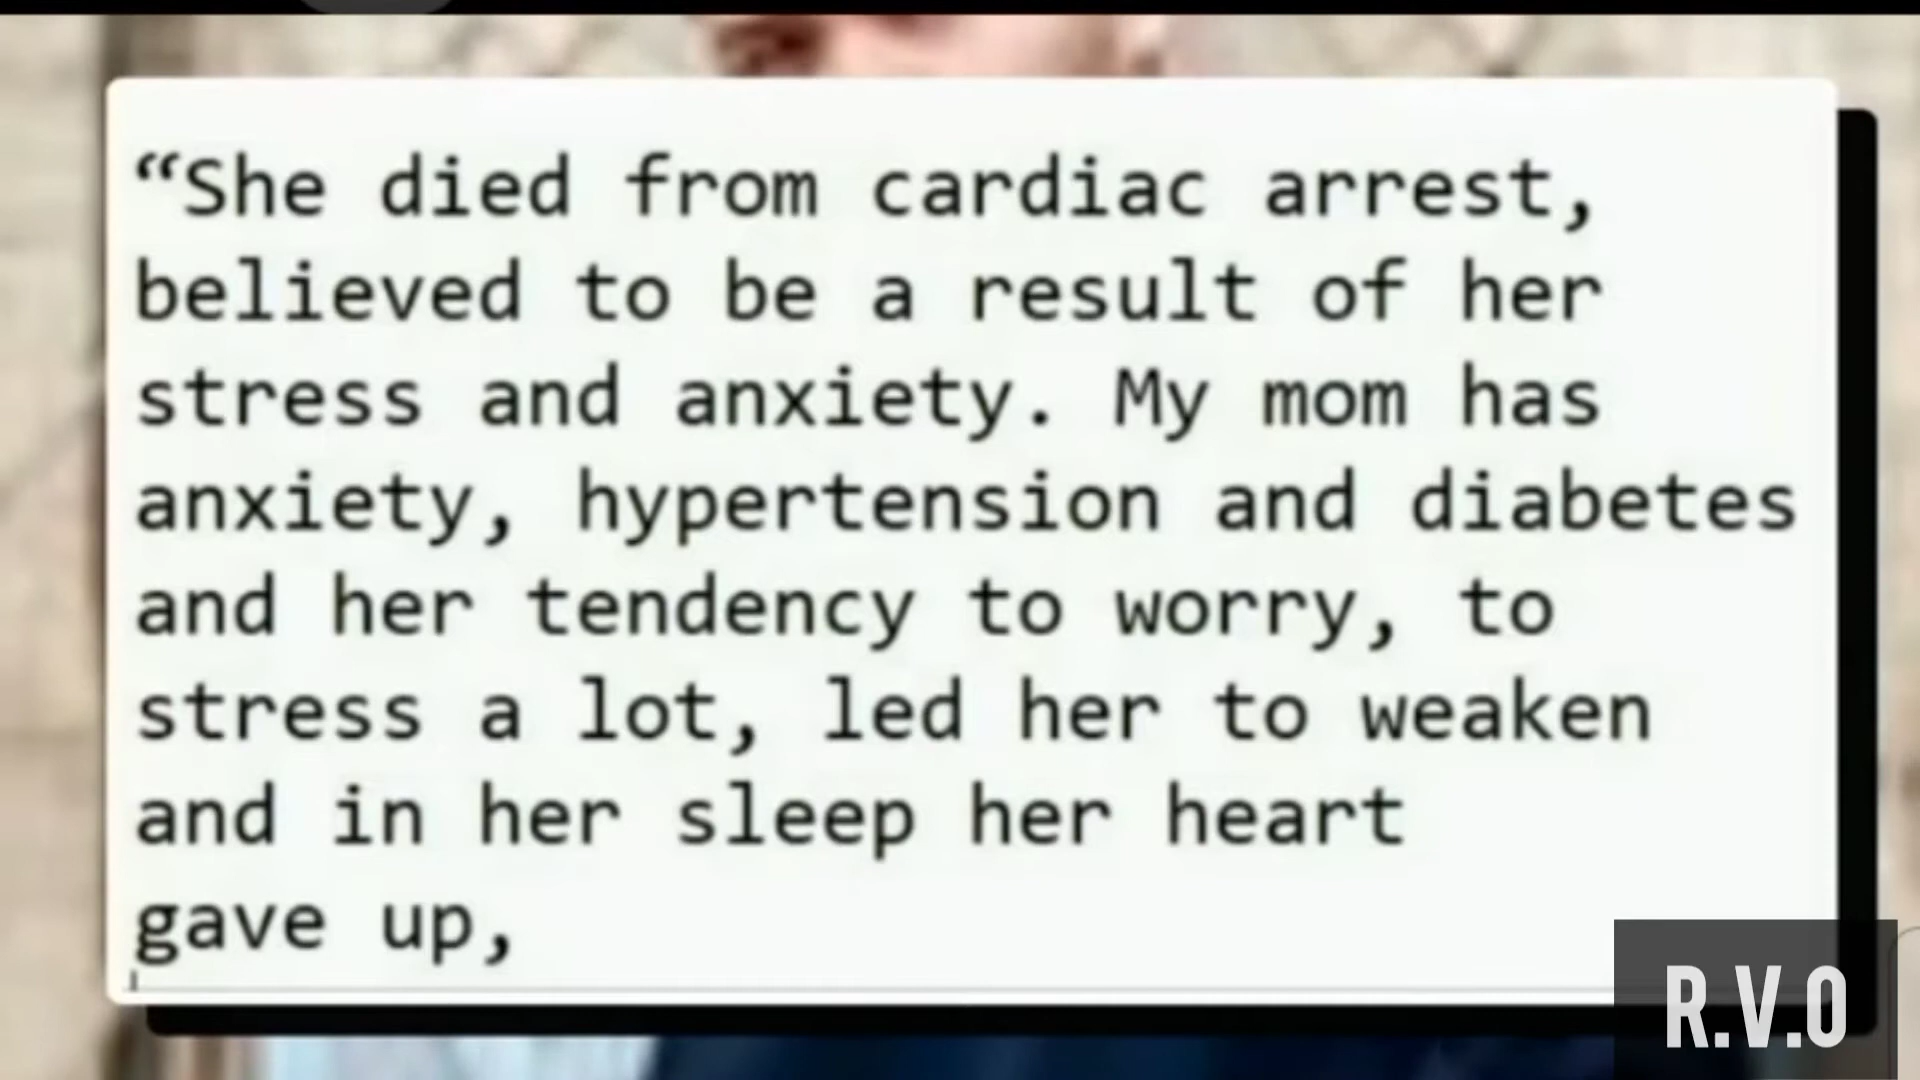 “She died from cardiac arrest,
believed to be a result of her
stress and anxiety. My mom has
anxiety, hypertension and diabetes
and her tendency to worry, to
stress a lot, led her to weaken
and in her sleep her heart
gave up,
R.V.O